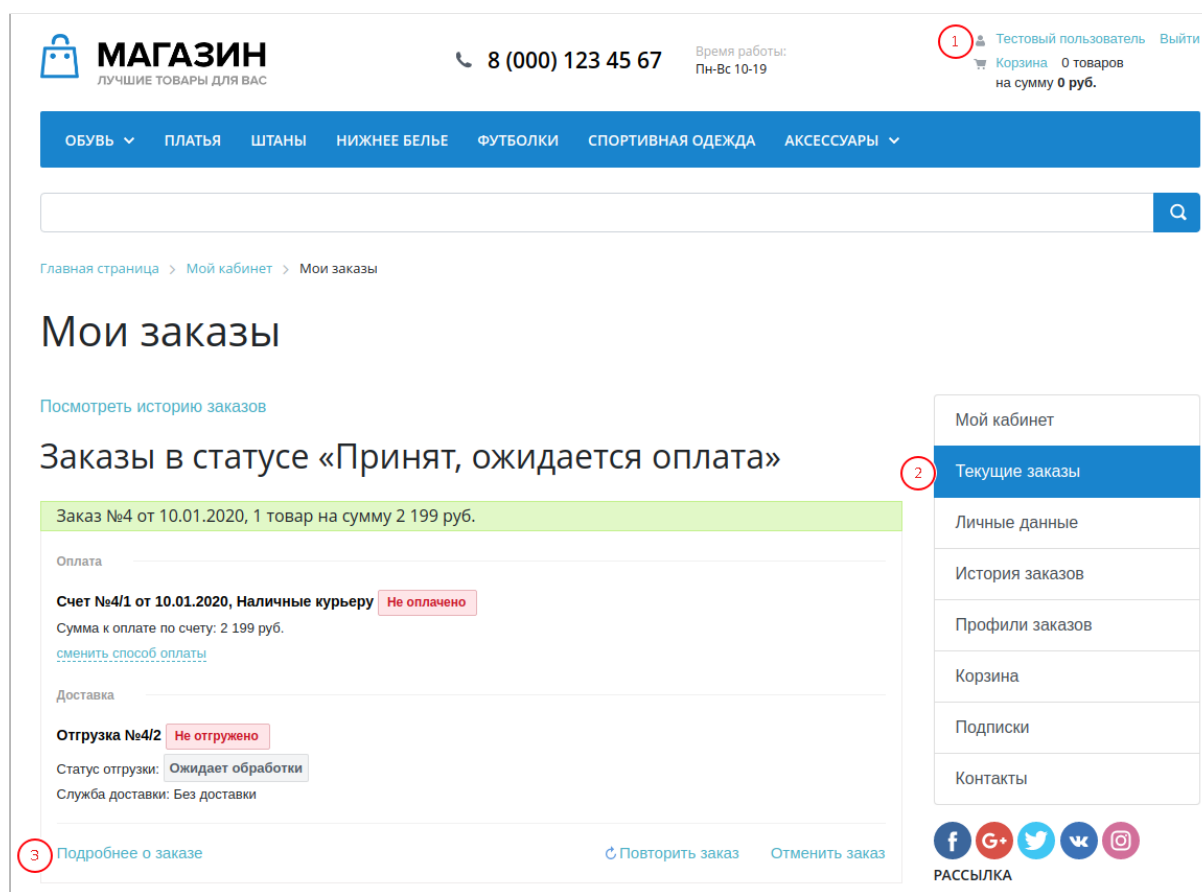 МАГАЗИН
ЛУЧШИЕ ТОВАРЫ ДЛЯ ВАС
8 (000) 123 45 67
Время работы:
Пн-Вс 10-19
1
Тестовый пользователь Выйти
Корзина 0 товаров
на сумму 0 руб.
ОБУВЬ ПЛАТЬЯ ШТАНЫ НИЖНЕЕ БЕЛЬЕ ФУТБОЛКИ СПОРТИВНАЯ ОДЕЖДА АКСЕССУАРЫ
Главная страница > Мой кабинет > Мои заказы
Мои заказы
Посмотреть историю заказов
Заказы в статусе «Принят, ожидается оплата»
Заказ №4 от 10.01.2020, 1 товар на сумму 2 199 руб.
Оплата
Счет №4/1 от 10.01.2020, Наличные курьеру Не оплачено
Сумма к оплате по счету: 2 199 руб.
сменить способ оплаты
Доставка
Отгрузка №4/2 Не отгружено
Статус отгрузки: Ожидает обработки
Служба доставки: Без доставки
3 Подробнее о заказе Повторить заказ Отменить заказ
Мой кабинет
2 Текущие заказы
Личные данные
История заказов
Профили заказов
Корзина
Подписки
Контакты
f G+ вк
РАССЫЛКА